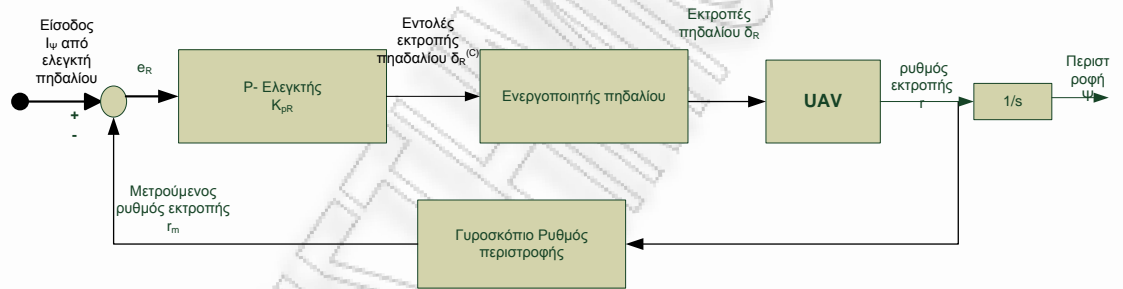 Είσοδος
Ιψ από
ελεγκτή
πηδαλίου
+
-
eR
P- Ελεγκτής
KpR
Εντολές
εκτροπής
πηαδαλίου δR(C)
Ενεργοποιητής πηδαλίου
Εκτροπές
πηδαλίου δR
UAV
ρυθμός
εκτροπής
r
1/s
Περιστ
ροφή
Ψ
Μετρούμενος
ρυθμός εκτροπής
rm
Γυροσκόπιο Ρυθμός
περιστροφής